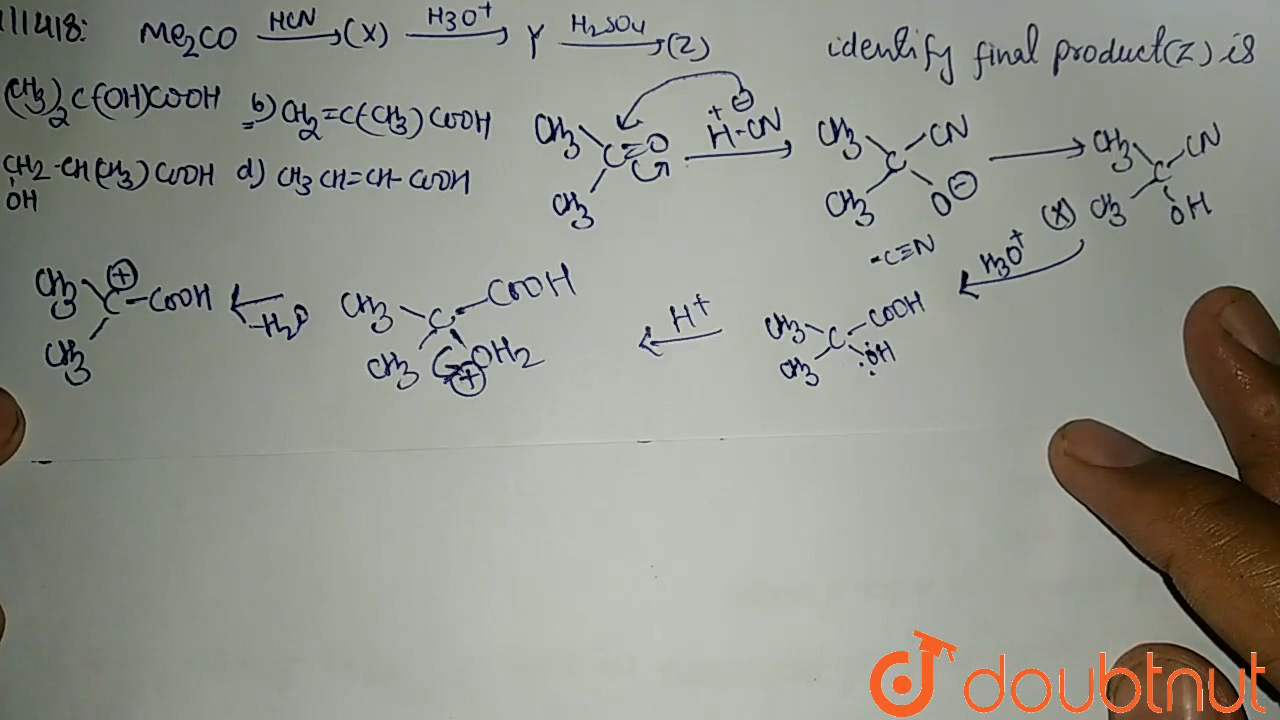 111418: Me2CO HCN (X) H3O+ Y H2SO4 (Z) identify final product(Z) is
(CH3)2C(OH)COOH b) CH2=C(CH3)COOH
CH2-CH(CH3)COOH d) CH3CH=CH-COOH
OH
CH3 C=O H+-CN⊖ CH3 C CN CH3 C CN
CH3 CH3 O⊖ (X) CH3 OH
-C≡N H3O+
CH3 C⊕-COOH -H2O CH3 C COOH H+ CH3 C COOH
CH3 CH3 OH2⊕ CH3 OH
doubtnut